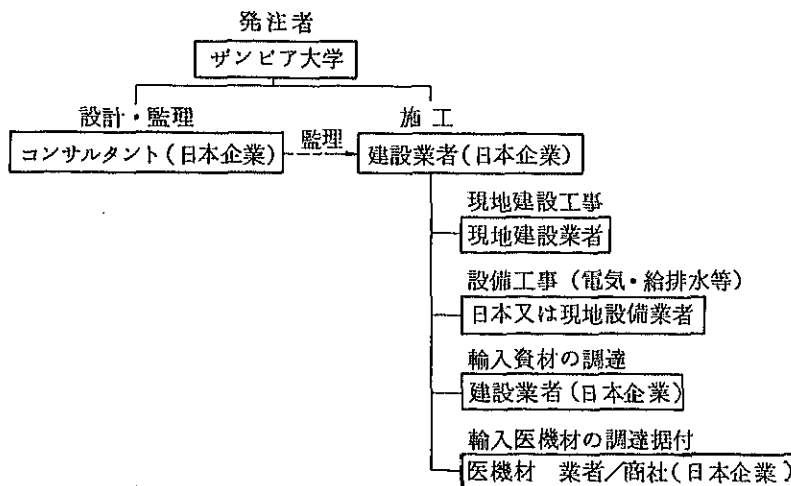 発注者
ザンビア大学
設計・監理
施工
コンサルタント(日本企業)
監理
建設業者(日本企業)
現地建設工事
現地建設業者
設備工事(電気・給排水等)
日本又は現地設備業者
輸入資材の調達
建設業者(日本企業)
輸入医機材の調達据付
医機材 業者/商社(日本企業)